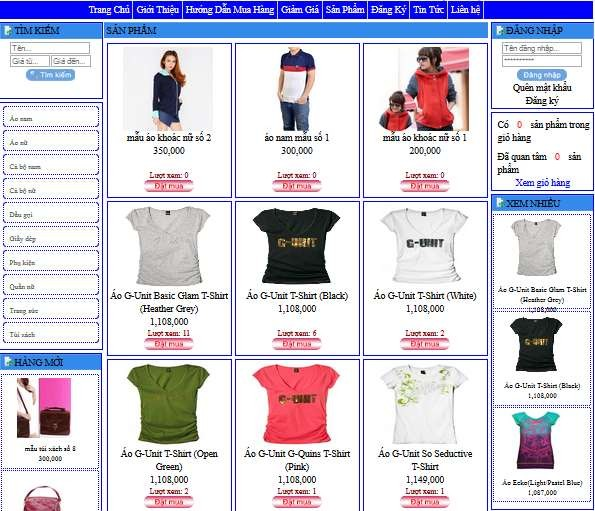 Trang Chủ Giới Thiệu Hướng Dẫn Mua Hàng Giảm Giá Sản Phẩm Đăng Ký Tin Tức Liên hệ
TÌM KIẾM
Tên...
Giá từ... Giá đến...
Tìm kiếm
Áo nam
Áo nữ
Cá bộ nam
Cá bộ nữ
Dầu gợi
Giầy dép
Phụ kiện
Quần nữ
Trang sức
Túi xách
HÀNG MỚI
mẫu túi xách số 8
300,000
SẢN PHẨM
mẫu áo khoác nữ số 2
350,000
Lượt xem: 0
Đặt mua
áo nam mẫu số 1
300,000
Lượt xem: 0
Đặt mua
mẫu áo khoác nữ số 1
200,000
Lượt xem: 0
Đặt mua
Áo G-Unit Basic Glam T-Shirt
(Heather Grey)
1,108,000
Lượt xem: 11
Đặt mua
G-UNIT
Áo G-Unit T-Shirt (Black)
1,108,000
Lượt xem: 6
Đặt mua
G-UNIT
Áo G-Unit T-Shirt (White)
1,108,000
Lượt xem: 2
Đặt mua
Áo G-Unit T-Shirt (Open
Green)
1,108,000
Lượt xem: 2
Đặt mua
G-UNIT
Áo G-Unit G-Quins T-Shirt
(Pink)
1,108,000
Lượt xem: 1
Đặt mua
Áo G-Unit So Seductive
T-Shirt
1,149,000
Lượt xem: 1
Đặt mua
ĐĂNG NHẬP
Tên đăng nhập...
**********
Đăng nhập
Quên mật khẩu
Đăng ký
Có 0 sản phẩm trong
giỏ hàng
Đã quan tâm 0 sản
phẩm
Xem giỏ hàng
XEM NHIỀU
Áo G-Unit Basic Glam T-Shirt
(Heather Grey)
1,108,000
Áo G-Unit T-Shirt (Black)
1,108,000
Áo Ecko(Light/Pastel Blue)
1,087,000